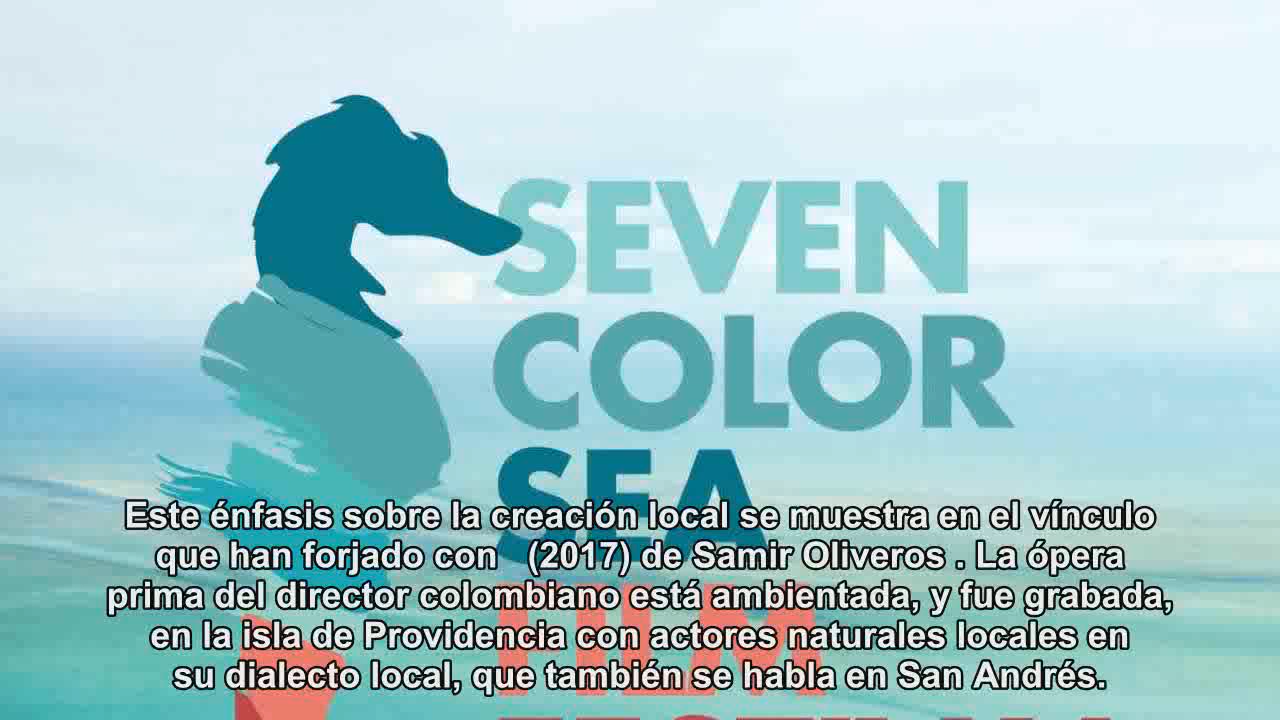 SEVEN
COLOR
SEA
FILM
Este énfasis sobre la creación local se muestra en el vínculo
que han forjado con (2017) de Samir Oliveros . La ópera
prima del director colombiano está ambientada, y fue grabada,
en la isla de Providencia con actores naturales locales en
su dialecto local, que también se habla en San Andrés.